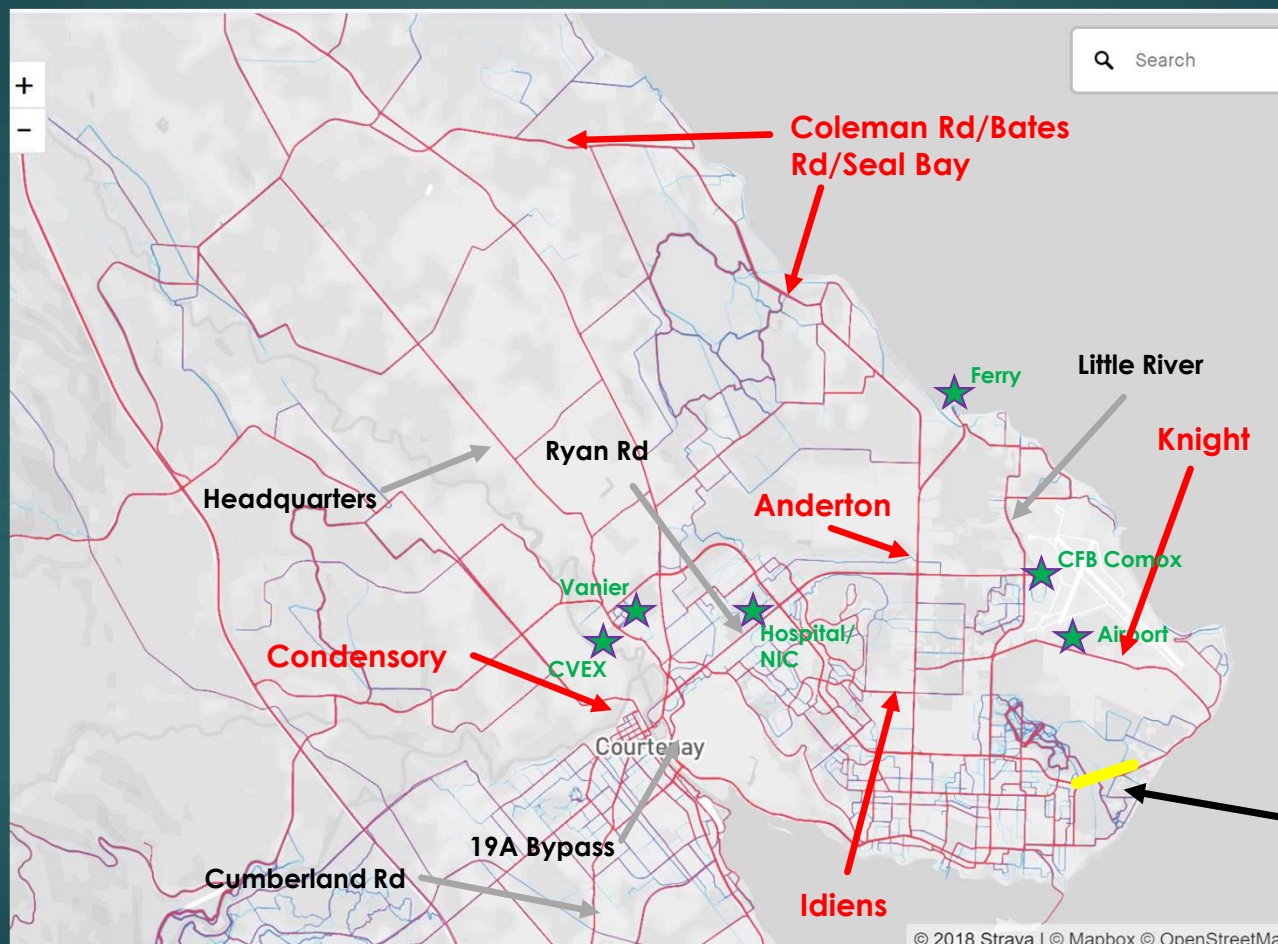 +
−
Search
Coleman Rd/Bates
Rd/Seal Bay
Ferry
Little River
Knight
Ryan Rd
Headquarters
Anderton
CFB Comox
Vanier
Hospital/
NIC
Airport
Condensory
CVEX
Courtenay
19A Bypass
Cumberland Rd
Idiens
© 2018 Strava | © Mapbox © OpenStreetMa